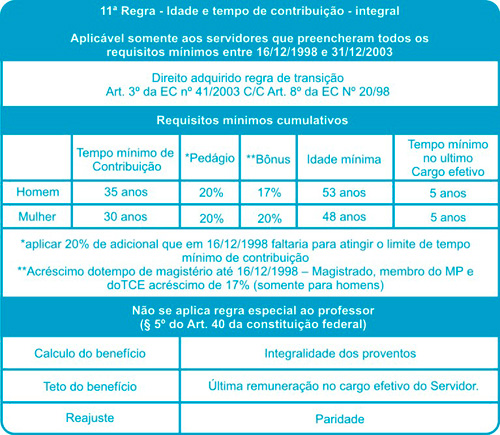 11ª Regra - Idade e tempo de contribuição - integral
Aplicável somente aos servidores que preencheram todos os
requisitos mínimos entre 16/12/1998 e 31/12/2003
Direito adquirido regra de transição
Art. 3º da EC nº 41/2003 C/C Art. 8º da EC Nº 20/98
Requisitos mínimos cumulativos
Tempo mínimo de
Contribuição
*Pedágio
**Bônus
Idade mínima
Tempo mínimo
no ultimo
Cargo efetivo
Homem 35 anos 20% 17% 53 anos 5 anos
Mulher 30 anos 20% 20% 48 anos 5 anos
*aplicar 20% de adicional que em 16/12/1998 faltaria para atingir o limite de tempo
mínimo de contribuição
**Acréscimo dotempo de magistério até 16/12/1998 – Magistrado, membro do MP e
doTCE acréscimo de 17% (somente para homens)
Não se aplica regra especial ao professor
(§ 5º do Art. 40 da constituição federal)
Calculo do benefício Integralidade dos proventos
Teto do benefício Última remuneração no cargo efetivo do Servidor.
Reajuste Paridade